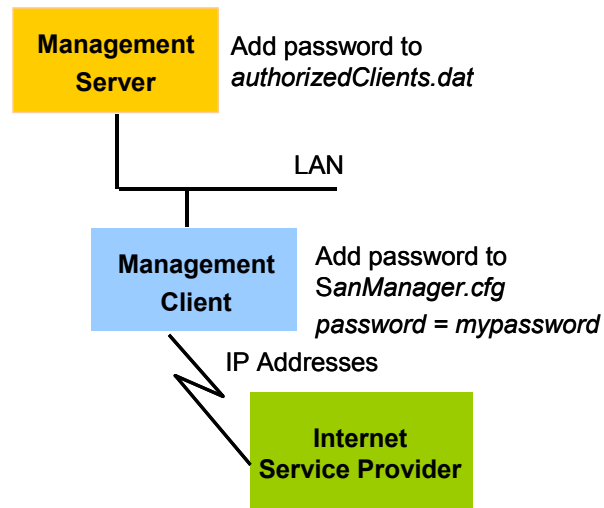 Management
Server
Add password to
authorizedClients.dat
LAN
Management
Client
Add password to
SanManager.cfg
password = mypassword
IP Addresses
Internet
Service Provider